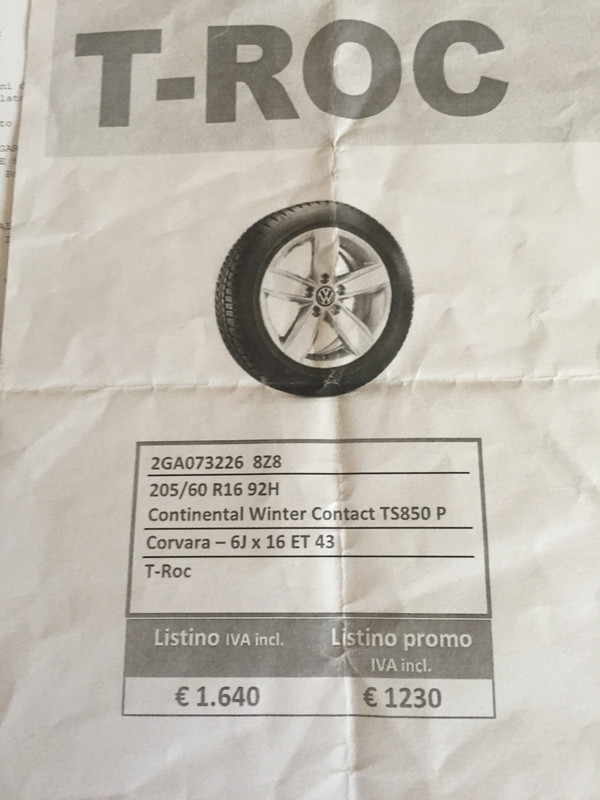 T-ROC
2GA073226 8Z8
205/60 R16 92H
Continental Winter Contact TS850 P
Corvara – 6J x 16 ET 43
T-Roc
Listino IVA incl.
Listino promo
IVA incl.
€ 1.640
€ 1230